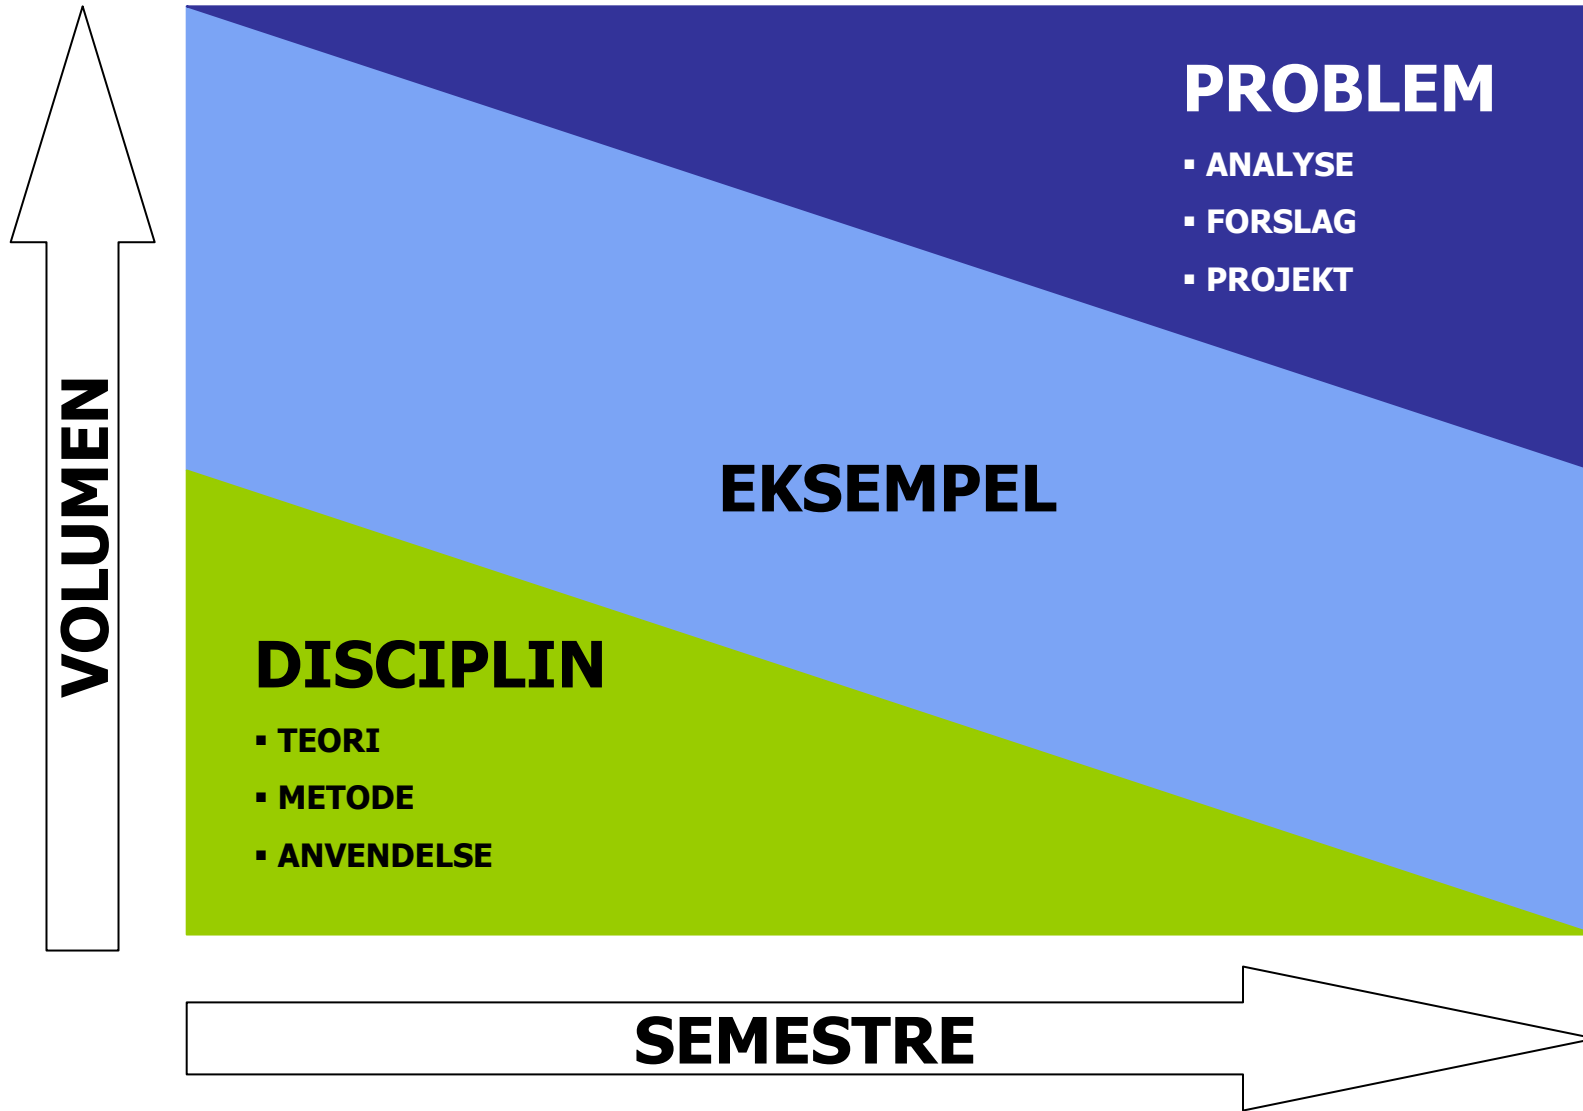 PROBLEM
▪ ANALYSE
▪ FORSLAG
▪ PROJEKT
VOLUMEN
EKSEMPEL
DISCIPLIN
▪ TEORI
▪ METODE
▪ ANVENDELSE
SEMESTRE